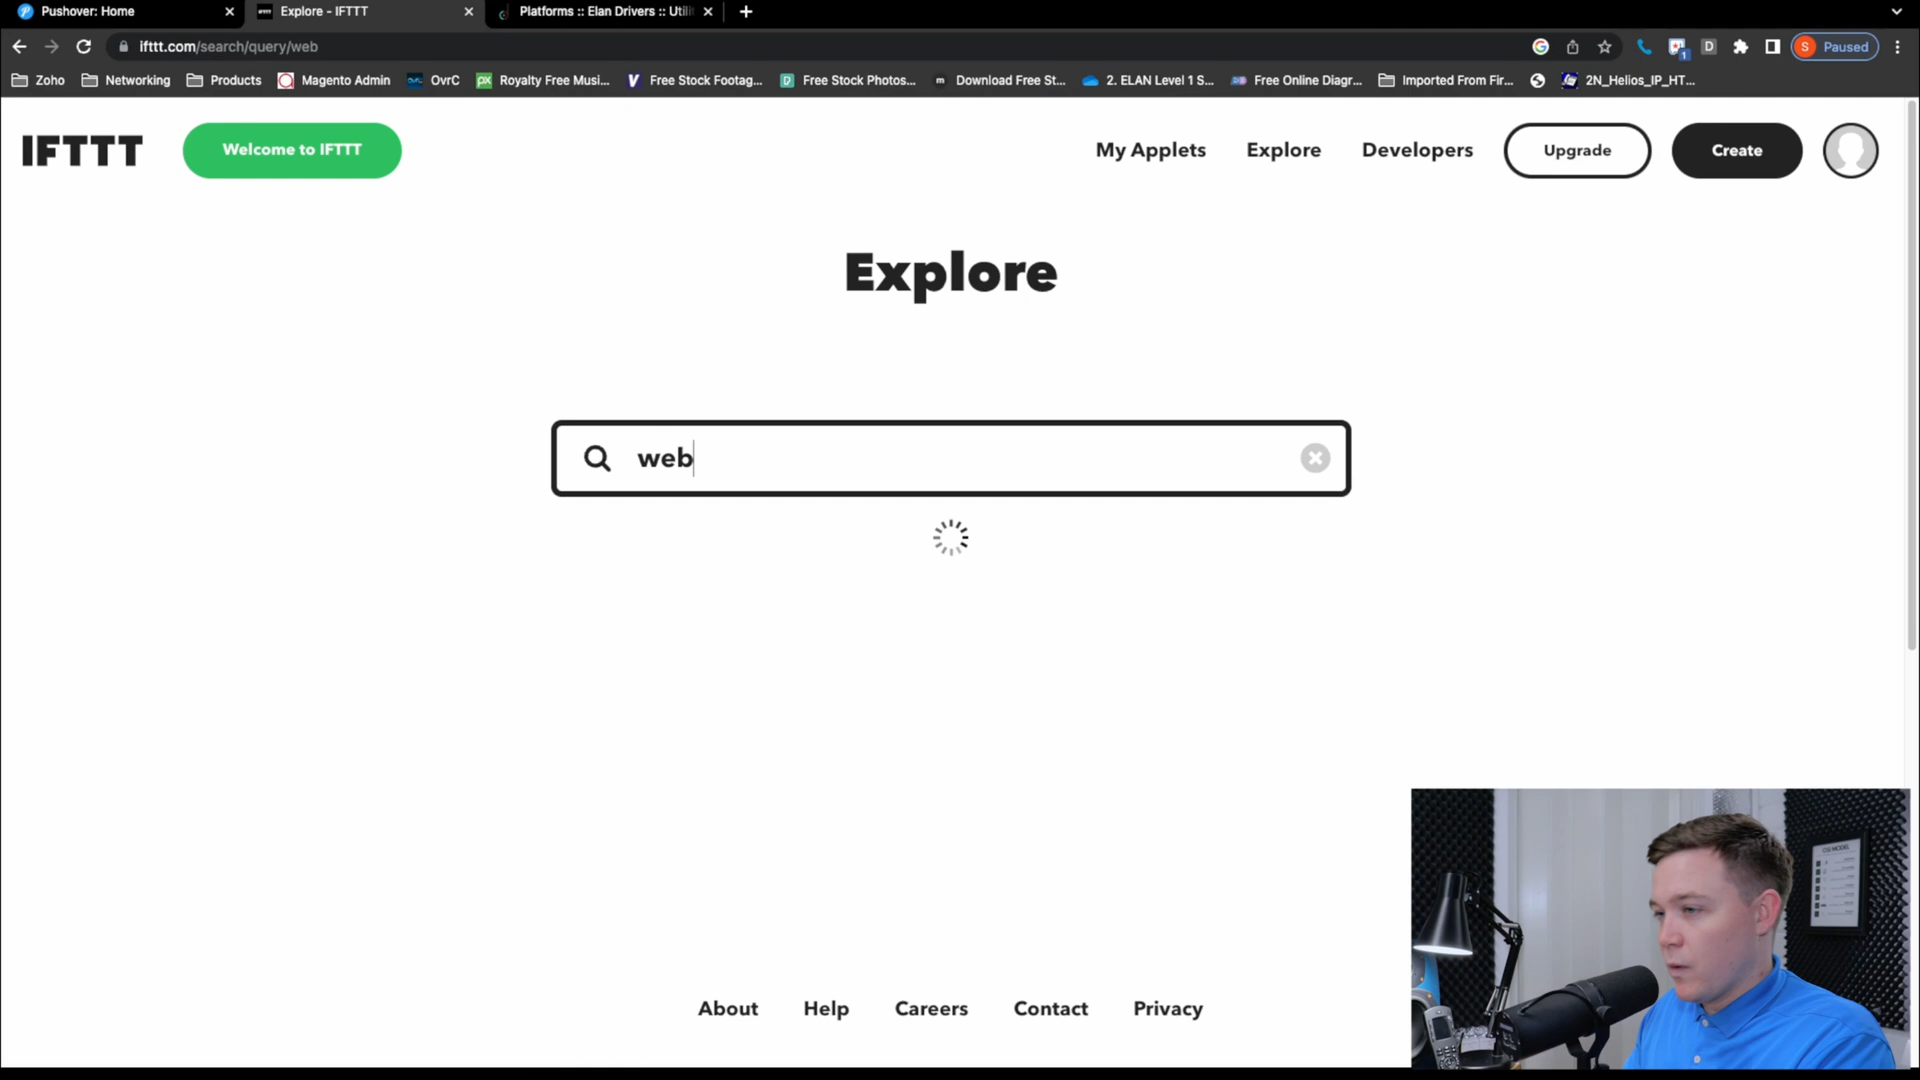 Pushover: Home
Explore - IFTTT
Platforms :: Elan Drivers :: Utili
ifttt.com/search/query/web
S Paused
Zoho
Networking
Products
Magento Admin
OvrC
Royalty Free Musi...
Free Stock Footag...
Free Stock Photos...
Download Free St...
2. ELAN Level 1 S...
Free Online Diagr...
Imported From Fir...
2N_Helios_IP_HT...
IFTTT
Welcome to IFTTT
My Applets
Explore
Developers
Upgrade
Create
Explore
web
About
Help
Careers
Contact
Privacy